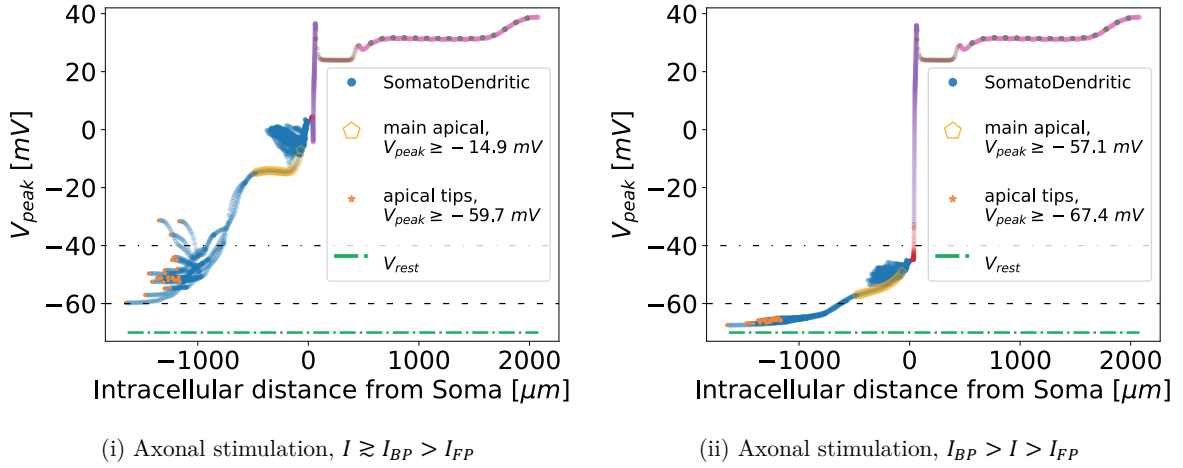 40
20
0
−20
−40
−60
V_peak [mV]
SomatoDendritic
main apical,
V_peak ≥ −14.9 mV
apical tips,
V_peak ≥ −59.7 mV
V_rest
−1000
0
1000
2000
Intracellular distance from Soma [μm]
(i) Axonal stimulation, I ≳ I_BP > I_FP
40
20
0
−20
−40
−60
V_peak [mV]
SomatoDendritic
main apical,
V_peak ≥ −57.1 mV
apical tips,
V_peak ≥ −67.4 mV
V_rest
−1000
0
1000
2000
Intracellular distance from Soma [μm]
(ii) Axonal stimulation, I_BP > I > I_FP